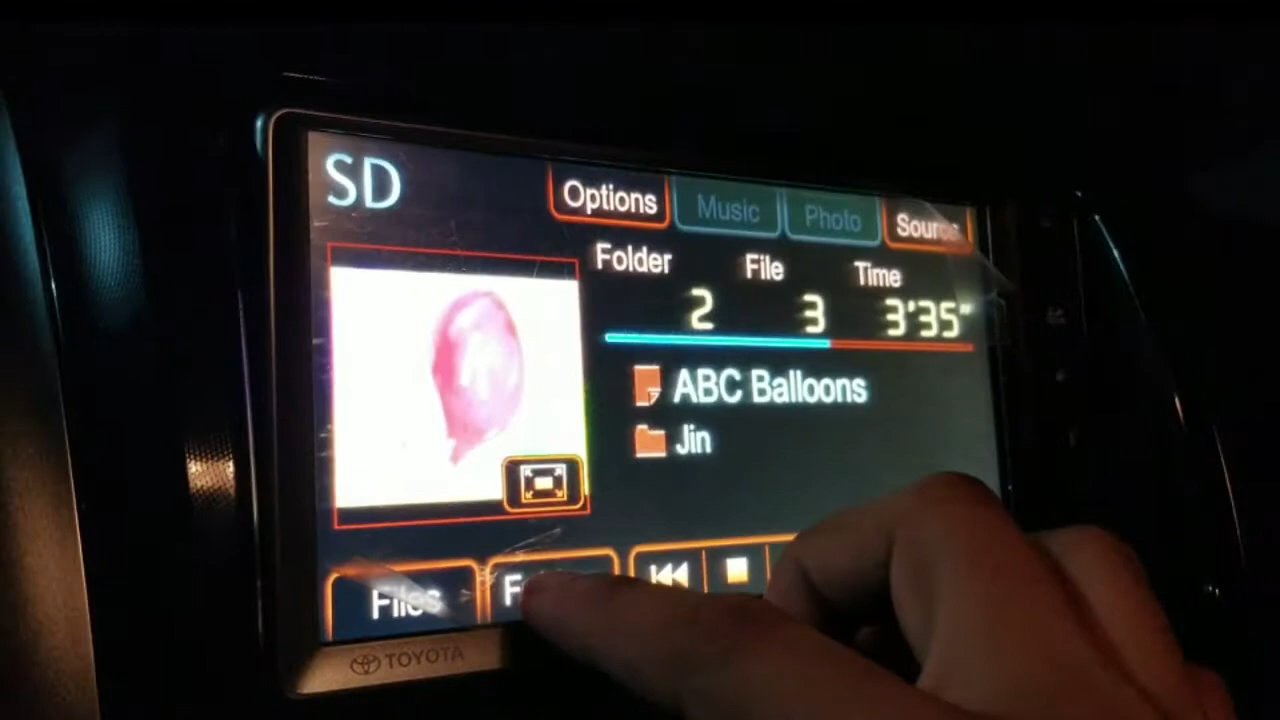 SD
Options
Music
Photo
Source
Folder File Time
2 3 3'35"
ABC Balloons
Jin
Files
TOYOTA